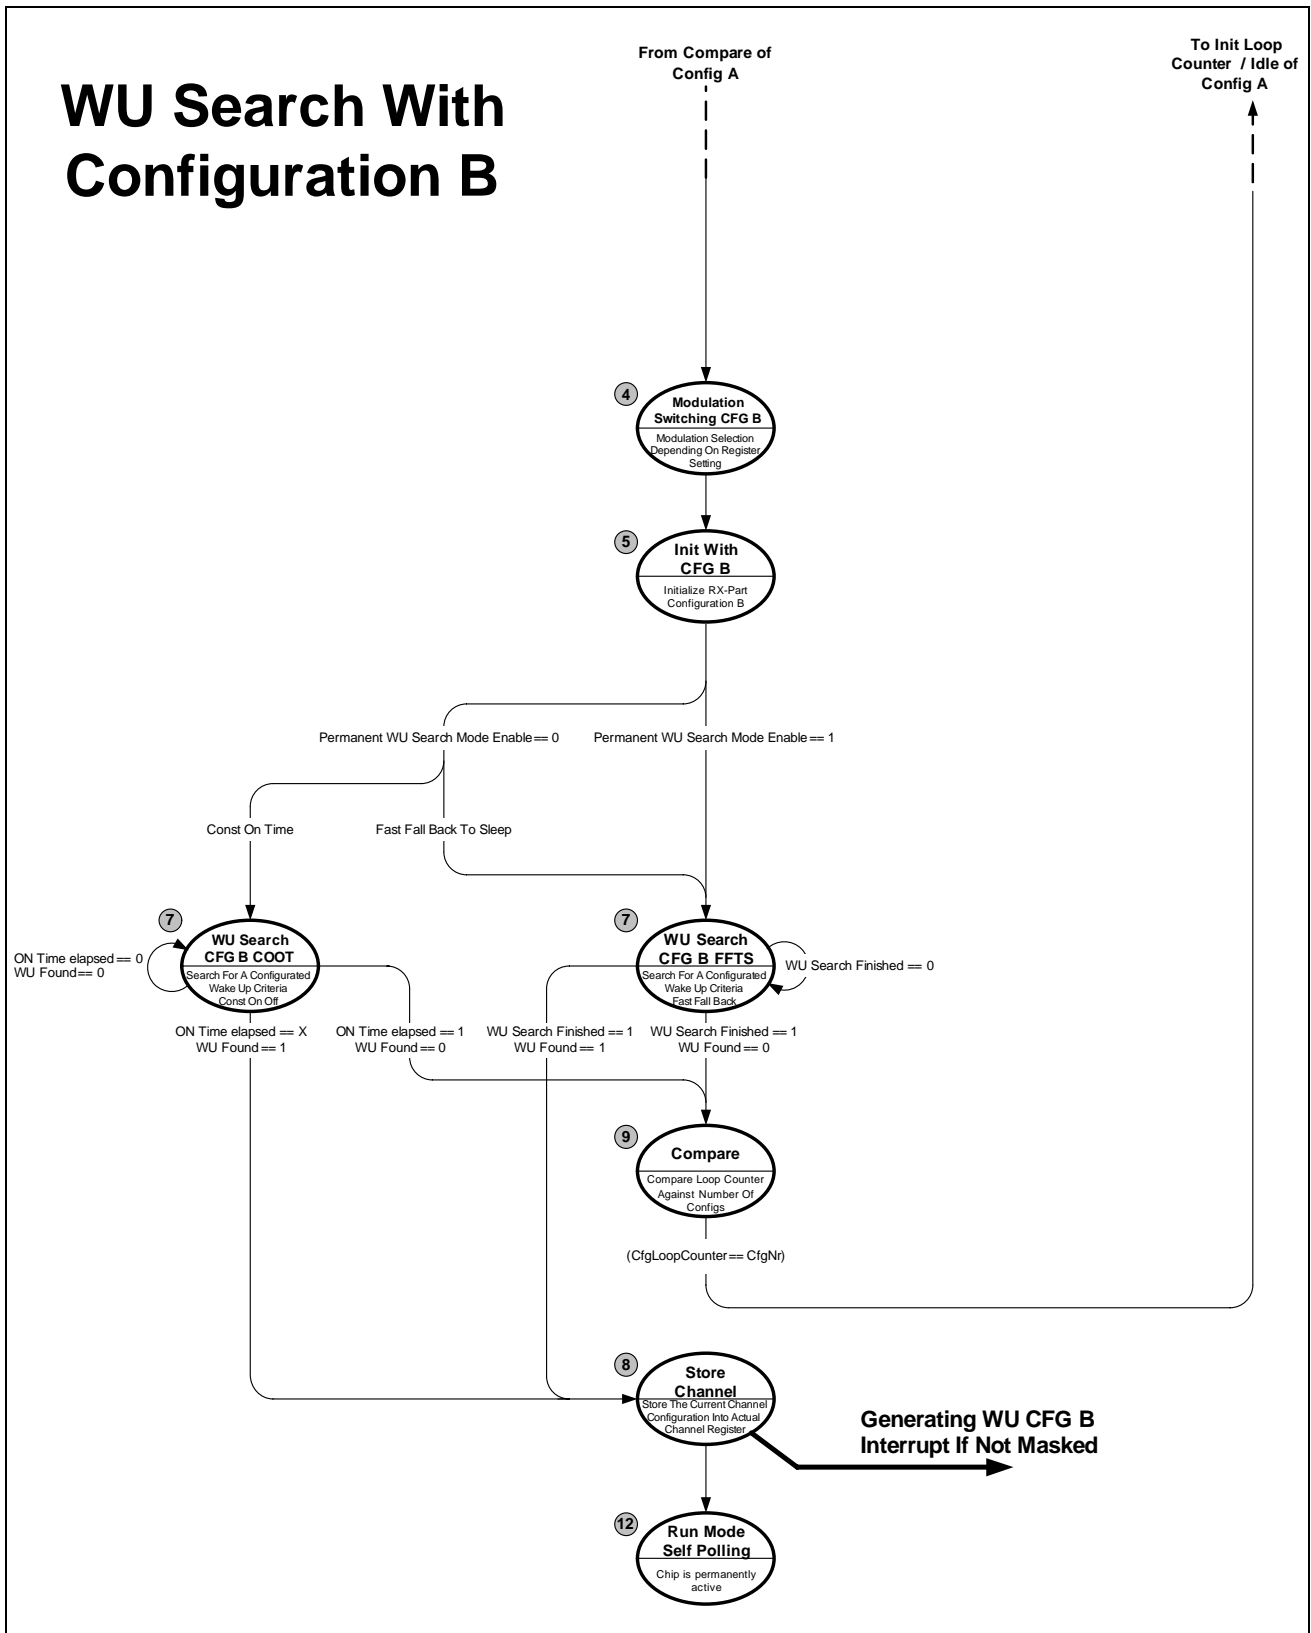 From Compare of
Config A
To Init Loop
Counter / Idle of
Config A
WU Search With
Configuration B
4
Modulation
Switching CFG B
Modulation Selection
Depending On Register
Setting
5
Init With
CFG B
Initialize RX-Part
Configuration B
Permanent WU Search Mode Enable == 0
Permanent WU Search Mode Enable == 1
Const On Time
Fast Fall Back To Sleep
7
WU Search
CFG B COOT
Search For A Configurated
Wake Up Criteria
Const On Off
ON Time elapsed == 0
WU Found == 0
7
WU Search
CFG B FFTS
Search For A Configurated
Wake Up Criteria
Fast Fall Back
WU Search Finished == 0
ON Time elapsed == X
WU Found == 1
ON Time elapsed == 1
WU Found == 0
WU Search Finished == 1
WU Found == 1
WU Search Finished == 1
WU Found == 0
9
Compare
Compare Loop Counter
Against Number Of
Configs
(CfgLoopCounter == CfgNr)
8
Store
Channel
Store The Current Channel
Configuration Into Actual
Channel Register
Generating WU CFG B
Interrupt If Not Masked
12
Run Mode
Self Polling
Chip is permanently
active